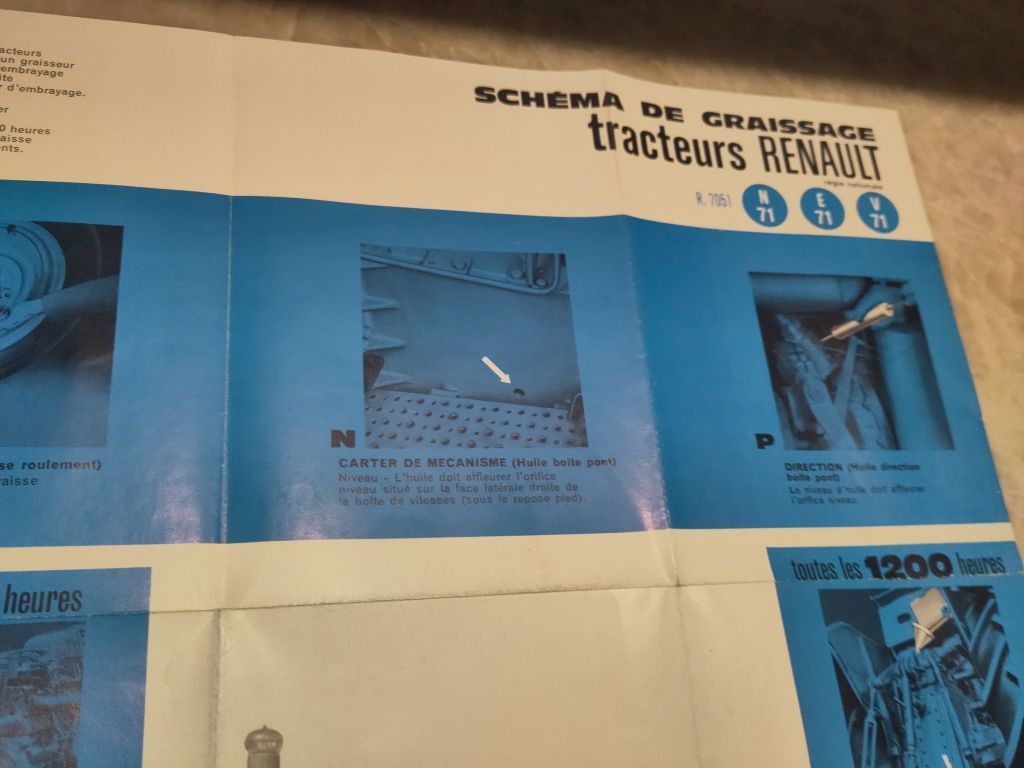 acteurs
un graisseur
embrayage
ite
r d'embrayage.
er
0 heures
aisse
nts.
SCHÉMA DE GRAISSAGE
tracteurs RENAULT
régie nationale
R. 7051
N
71
E
71
V
71
se roulement)
raisse
N
CARTER DE MECANISME (Huile boîte pont)
Niveau - L'huile doit affleurer l'orifice
niveau situé sur la face latérale droite de
la boîte de vitesses (sous le repose pied).
P
DIRECTION (Huile direction
boîte pont)
Le niveau d'huile doit affleurer
l'orifice niveau.
heures
toutes les 1200 heures